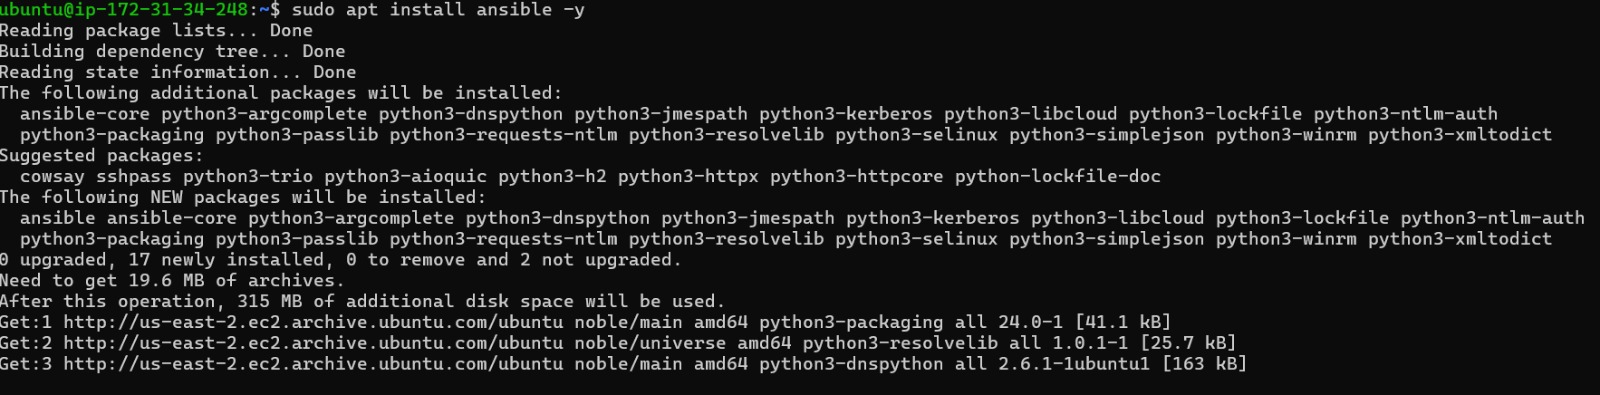 ubuntu@ip-172-31-34-248:~$ sudo apt install ansible -y
Reading package lists... Done
Building dependency tree... Done
Reading state information... Done
The following additional packages will be installed:
  ansible-core python3-argcomplete python3-dnspython python3-jmespath python3-kerberos python3-libcloud python3-lockfile python3-ntlm-auth
  python3-packaging python3-passlib python3-requests-ntlm python3-resolvelib python3-selinux python3-simplejson python3-winrm python3-xmltodict
Suggested packages:
  cowsay sshpass python3-trio python3-aioquic python3-h2 python3-httpx python3-httpcore python-lockfile-doc
The following NEW packages will be installed:
  ansible ansible-core python3-argcomplete python3-dnspython python3-jmespath python3-kerberos python3-libcloud python3-lockfile python3-ntlm-auth
  python3-packaging python3-passlib python3-requests-ntlm python3-resolvelib python3-selinux python3-simplejson python3-winrm python3-xmltodict
0 upgraded, 17 newly installed, 0 to remove and 2 not upgraded.
Need to get 19.6 MB of archives.
After this operation, 315 MB of additional disk space will be used.
Get:1 http://us-east-2.ec2.archive.ubuntu.com/ubuntu noble/main amd64 python3-packaging all 24.0-1 [41.1 kB]
Get:2 http://us-east-2.ec2.archive.ubuntu.com/ubuntu noble/universe amd64 python3-resolvelib all 1.0.1-1 [25.7 kB]
Get:3 http://us-east-2.ec2.archive.ubuntu.com/ubuntu noble/main amd64 python3-dnspython all 2.6.1-1ubuntu1 [163 kB]